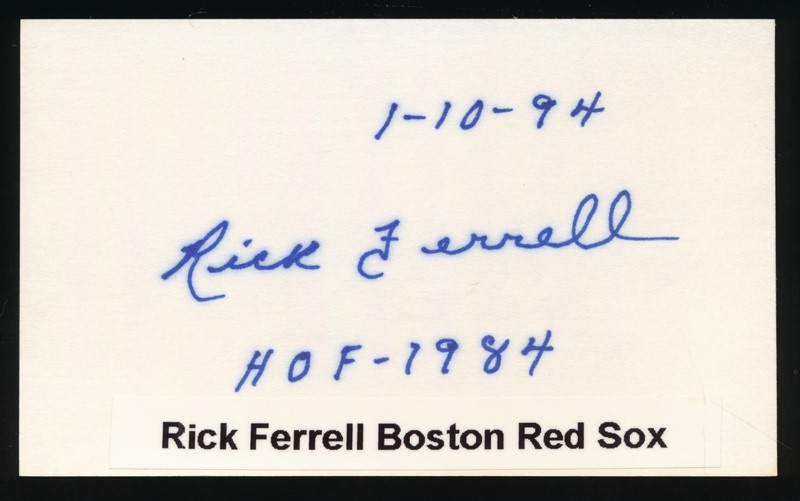 1-10-94
Rick Ferrell
HOF-1984
Rick Ferrell Boston Red Sox